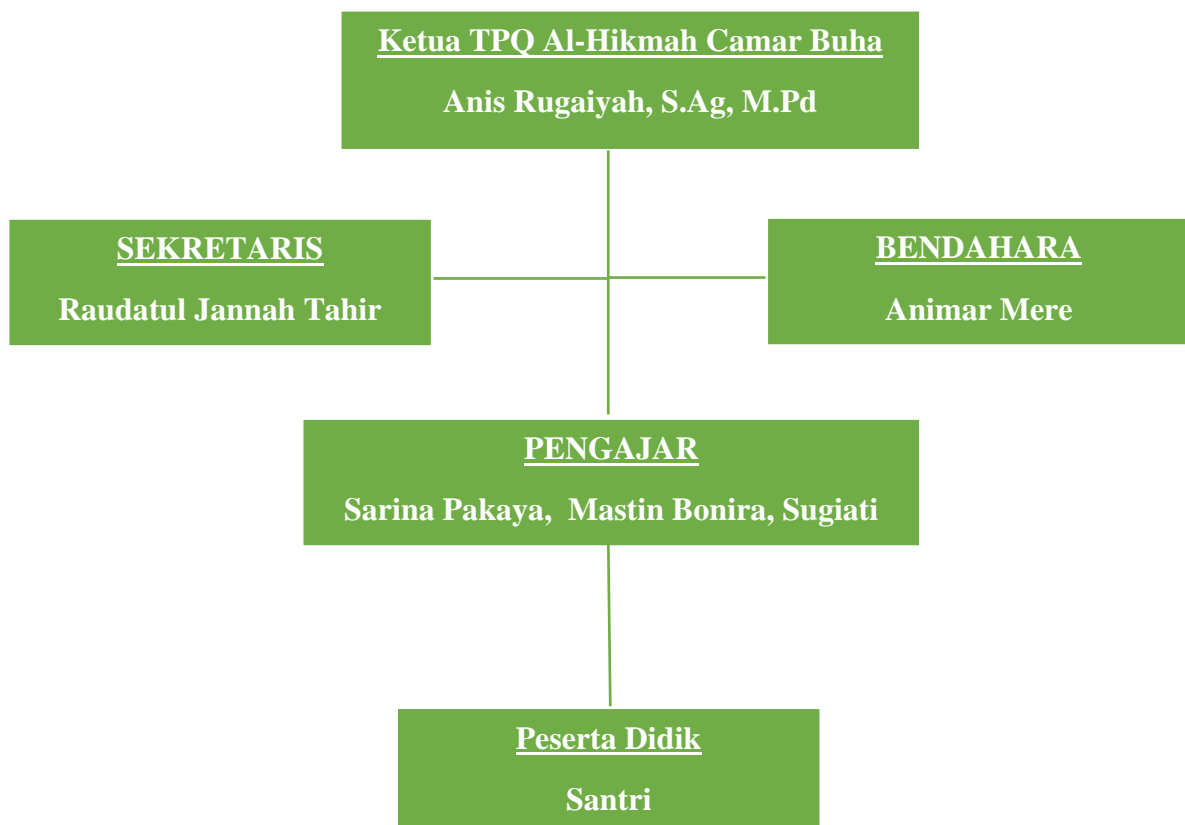 Ketua TPQ Al-Hikmah Camar Buha
Anis Rugaiyah, S.Ag, M.Pd
SEKRETARIS
Raudatul Jannah Tahir
BENDAHARA
Animar Mere
PENGAJAR
Sarina Pakaya, Mastin Bonira, Sugiati
Peserta Didik
Santri